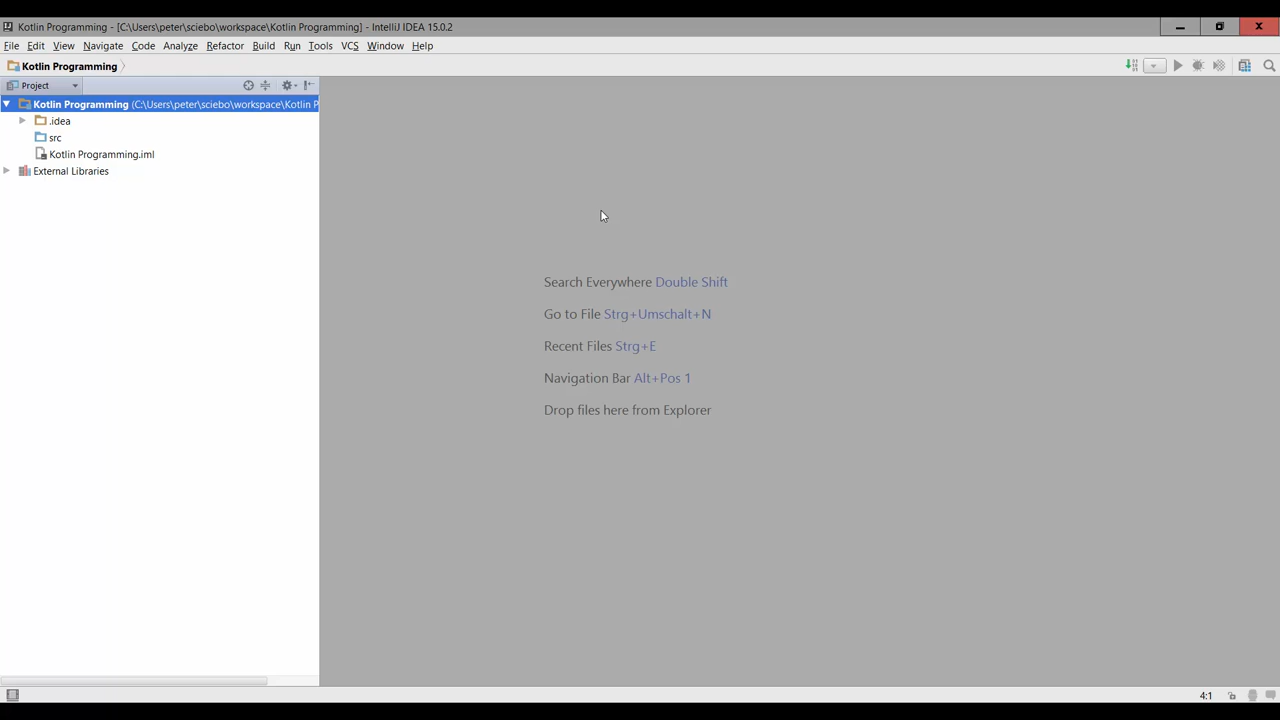 Kotlin Programming - [C:\Users\peter\sciebo\workspace\Kotlin Programming] - IntelliJ IDEA 15.0.2
File Edit View Navigate Code Analyze Refactor Build Run Tools VCS Window Help
Kotlin Programming
Project
Kotlin Programming (C:\Users\peter\sciebo\workspace\Kotlin P
.idea
src
Kotlin Programming.iml
External Libraries
Search Everywhere Double Shift
Go to File Strg+Umschalt+N
Recent Files Strg+E
Navigation Bar Alt+Pos 1
Drop files here from Explorer
4:1